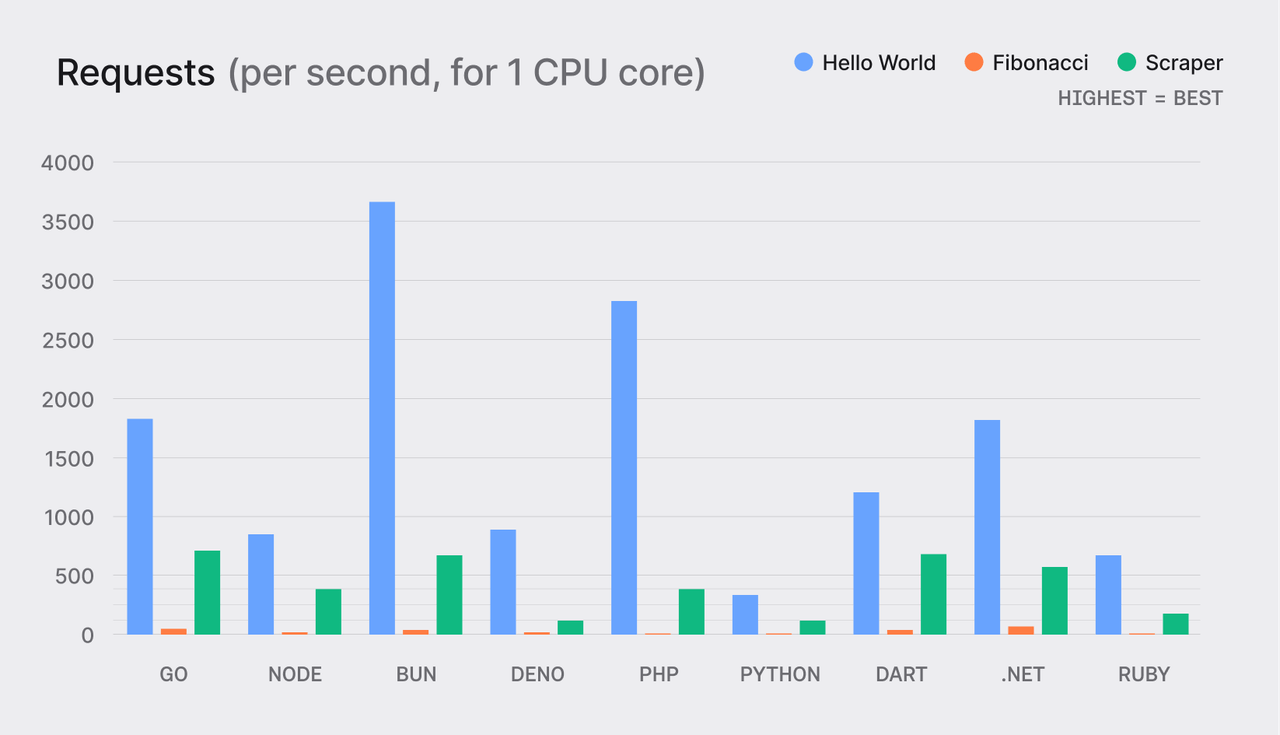 Requests (per second, for 1 CPU core)
Hello World Fibonacci Scraper
HIGHEST = BEST
4000
3500
3000
2500
2000
1500
1000
500
0
GO NODE BUN DENO PHP PYTHON DART .NET RUBY